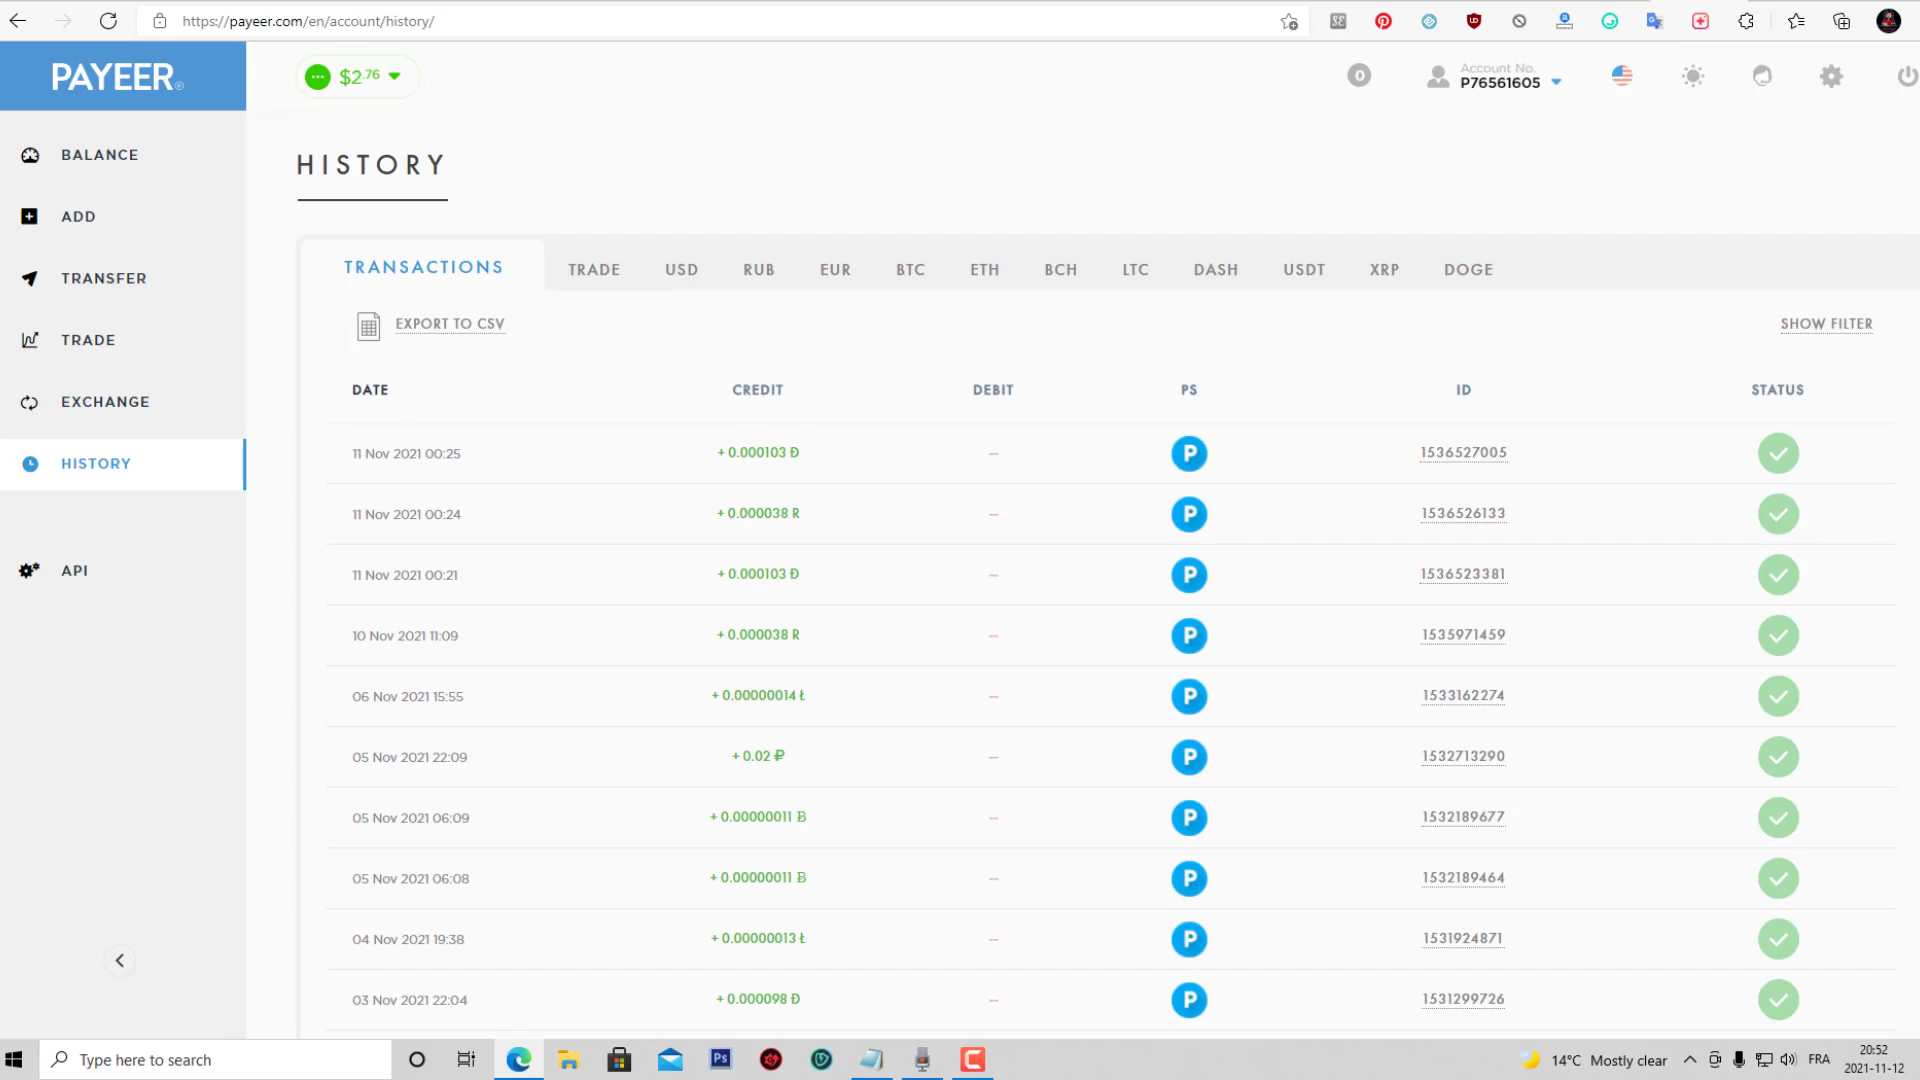 https://payeer.com/en/account/history/
PAYEER®
$2.76
0
Account No.
P76561605
BALANCE
ADD
TRANSFER
TRADE
EXCHANGE
HISTORY
API
HISTORY
TRANSACTIONS TRADE USD RUB EUR BTC ETH BCH LTC DASH USDT XRP DOGE
EXPORT TO CSV SHOW FILTER
DATE CREDIT DEBIT PS ID STATUS
11 Nov 2021 00:25 + 0.000103 Đ – P 1536527005
11 Nov 2021 00:24 + 0.000038 R – P 1536526133
11 Nov 2021 00:21 + 0.000103 Đ – P 1536523381
10 Nov 2021 11:09 + 0.000038 R – P 1535971459
06 Nov 2021 15:55 + 0.00000014 Ł – P 1533162274
05 Nov 2021 22:09 + 0.02 ₽ – P 1532713290
05 Nov 2021 06:09 + 0.00000011 Ƀ – P 1532189677
05 Nov 2021 06:08 + 0.00000011 Ƀ – P 1532189464
04 Nov 2021 19:38 + 0.00000013 Ł – P 1531924871
03 Nov 2021 22:04 + 0.000098 Đ – P 1531299726
Type here to search
Ps
14°C Mostly clear
FRA
20:52
2021-11-12